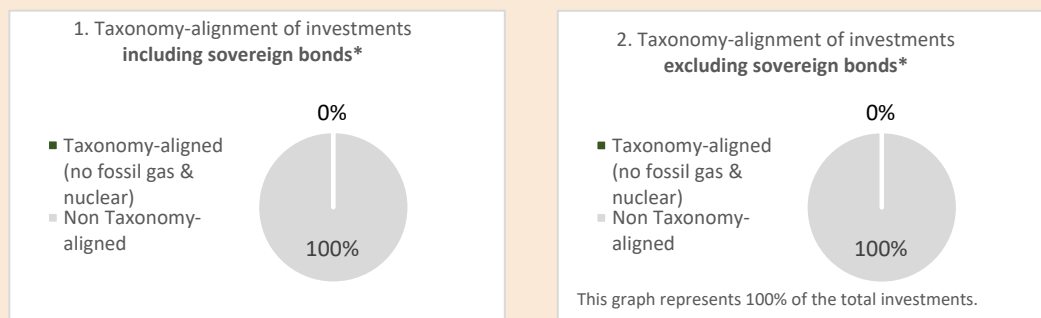 1. Taxonomy-alignment of investments
including sovereign bonds*
0%
Taxonomy-aligned
(no fossil gas &
nuclear)
Non Taxonomy-
aligned
100%
2. Taxonomy-alignment of investments
excluding sovereign bonds*
0%
Taxonomy-aligned
(no fossil gas &
nuclear)
Non Taxonomy-
aligned
100%
This graph represents 100% of the total investments.